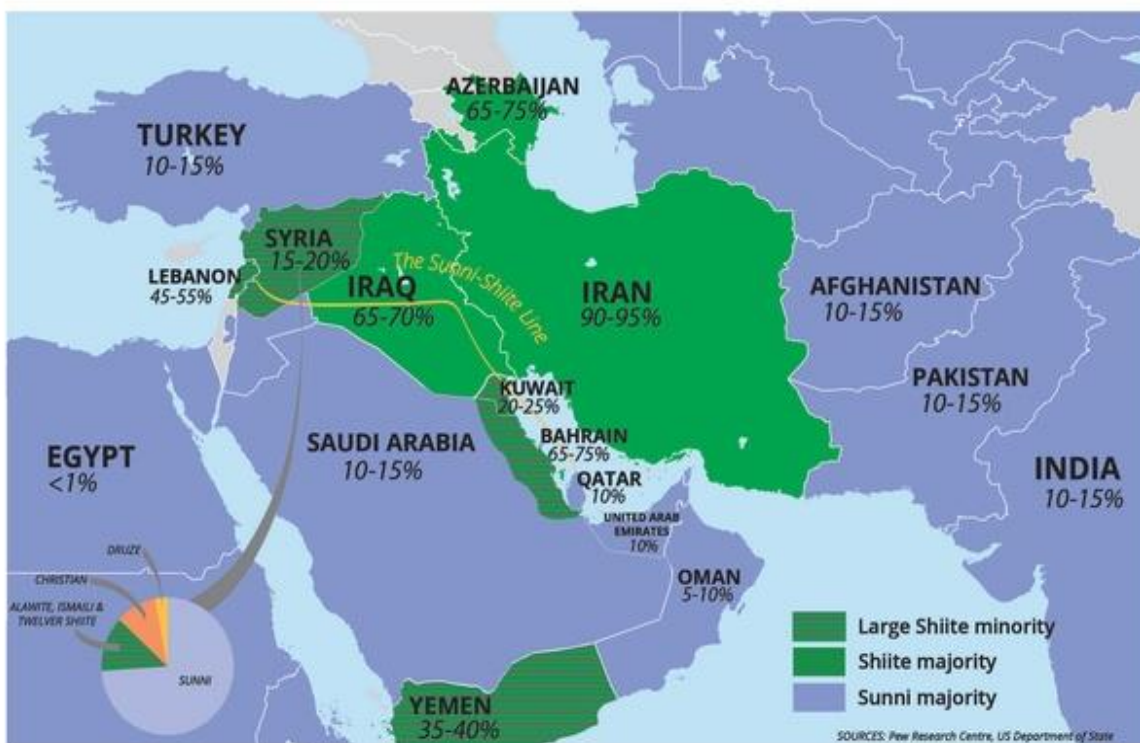 AZERBAIJAN
65-75%
TURKEY
10-15%
SYRIA
15-20%
LEBANON
45-55%
The Sunni-Shiite Line
IRAQ
65-70%
IRAN
90-95%
AFGHANISTAN
10-15%
PAKISTAN
10-15%
KUWAIT
20-25%
BAHRAIN
65-75%
QATAR
10%
UNITED ARAB
EMIRATES
10%
SAUDI ARABIA
10-15%
EGYPT
<1%
INDIA
10-15%
OMAN
5-10%
YEMEN
35-40%
DRUZE
CHRISTIAN
ALAWITE, ISMAILI &
TWELVER SHIITE
SUNNI
Large Shiite minority
Shiite majority
Sunni majority
SOURCES: Pew Research Centre, US Department of State